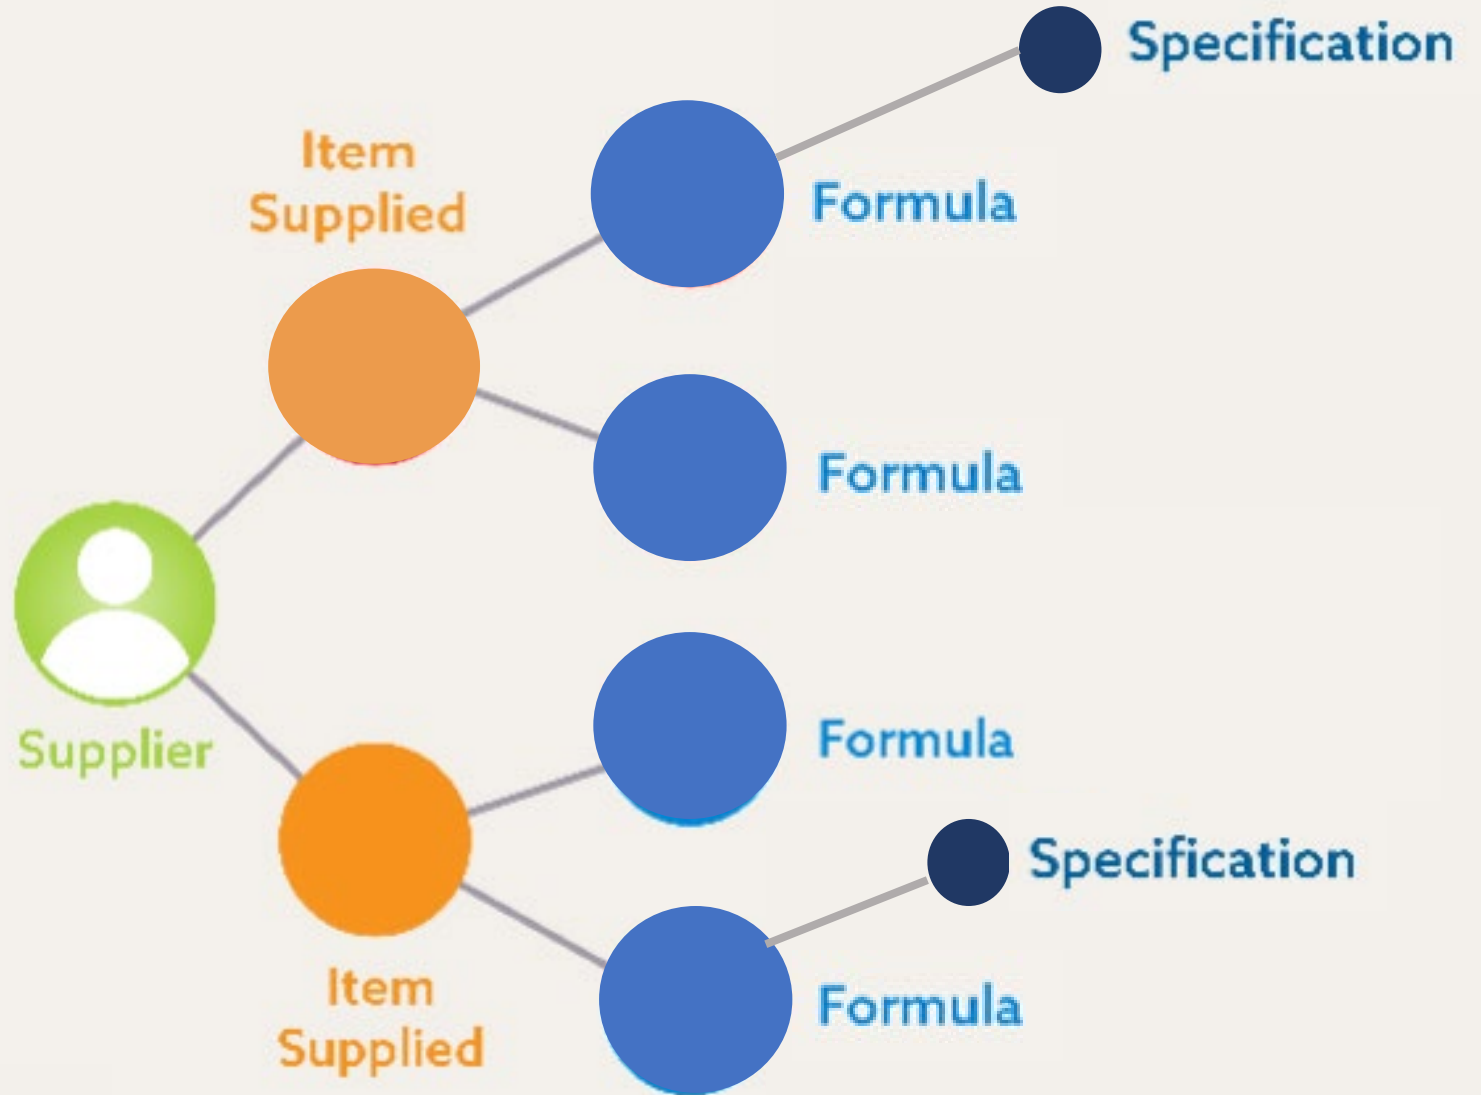 Specification
Item
Supplied
Formula
Formula
Supplier
Formula
Specification
Item
Supplied
Formula